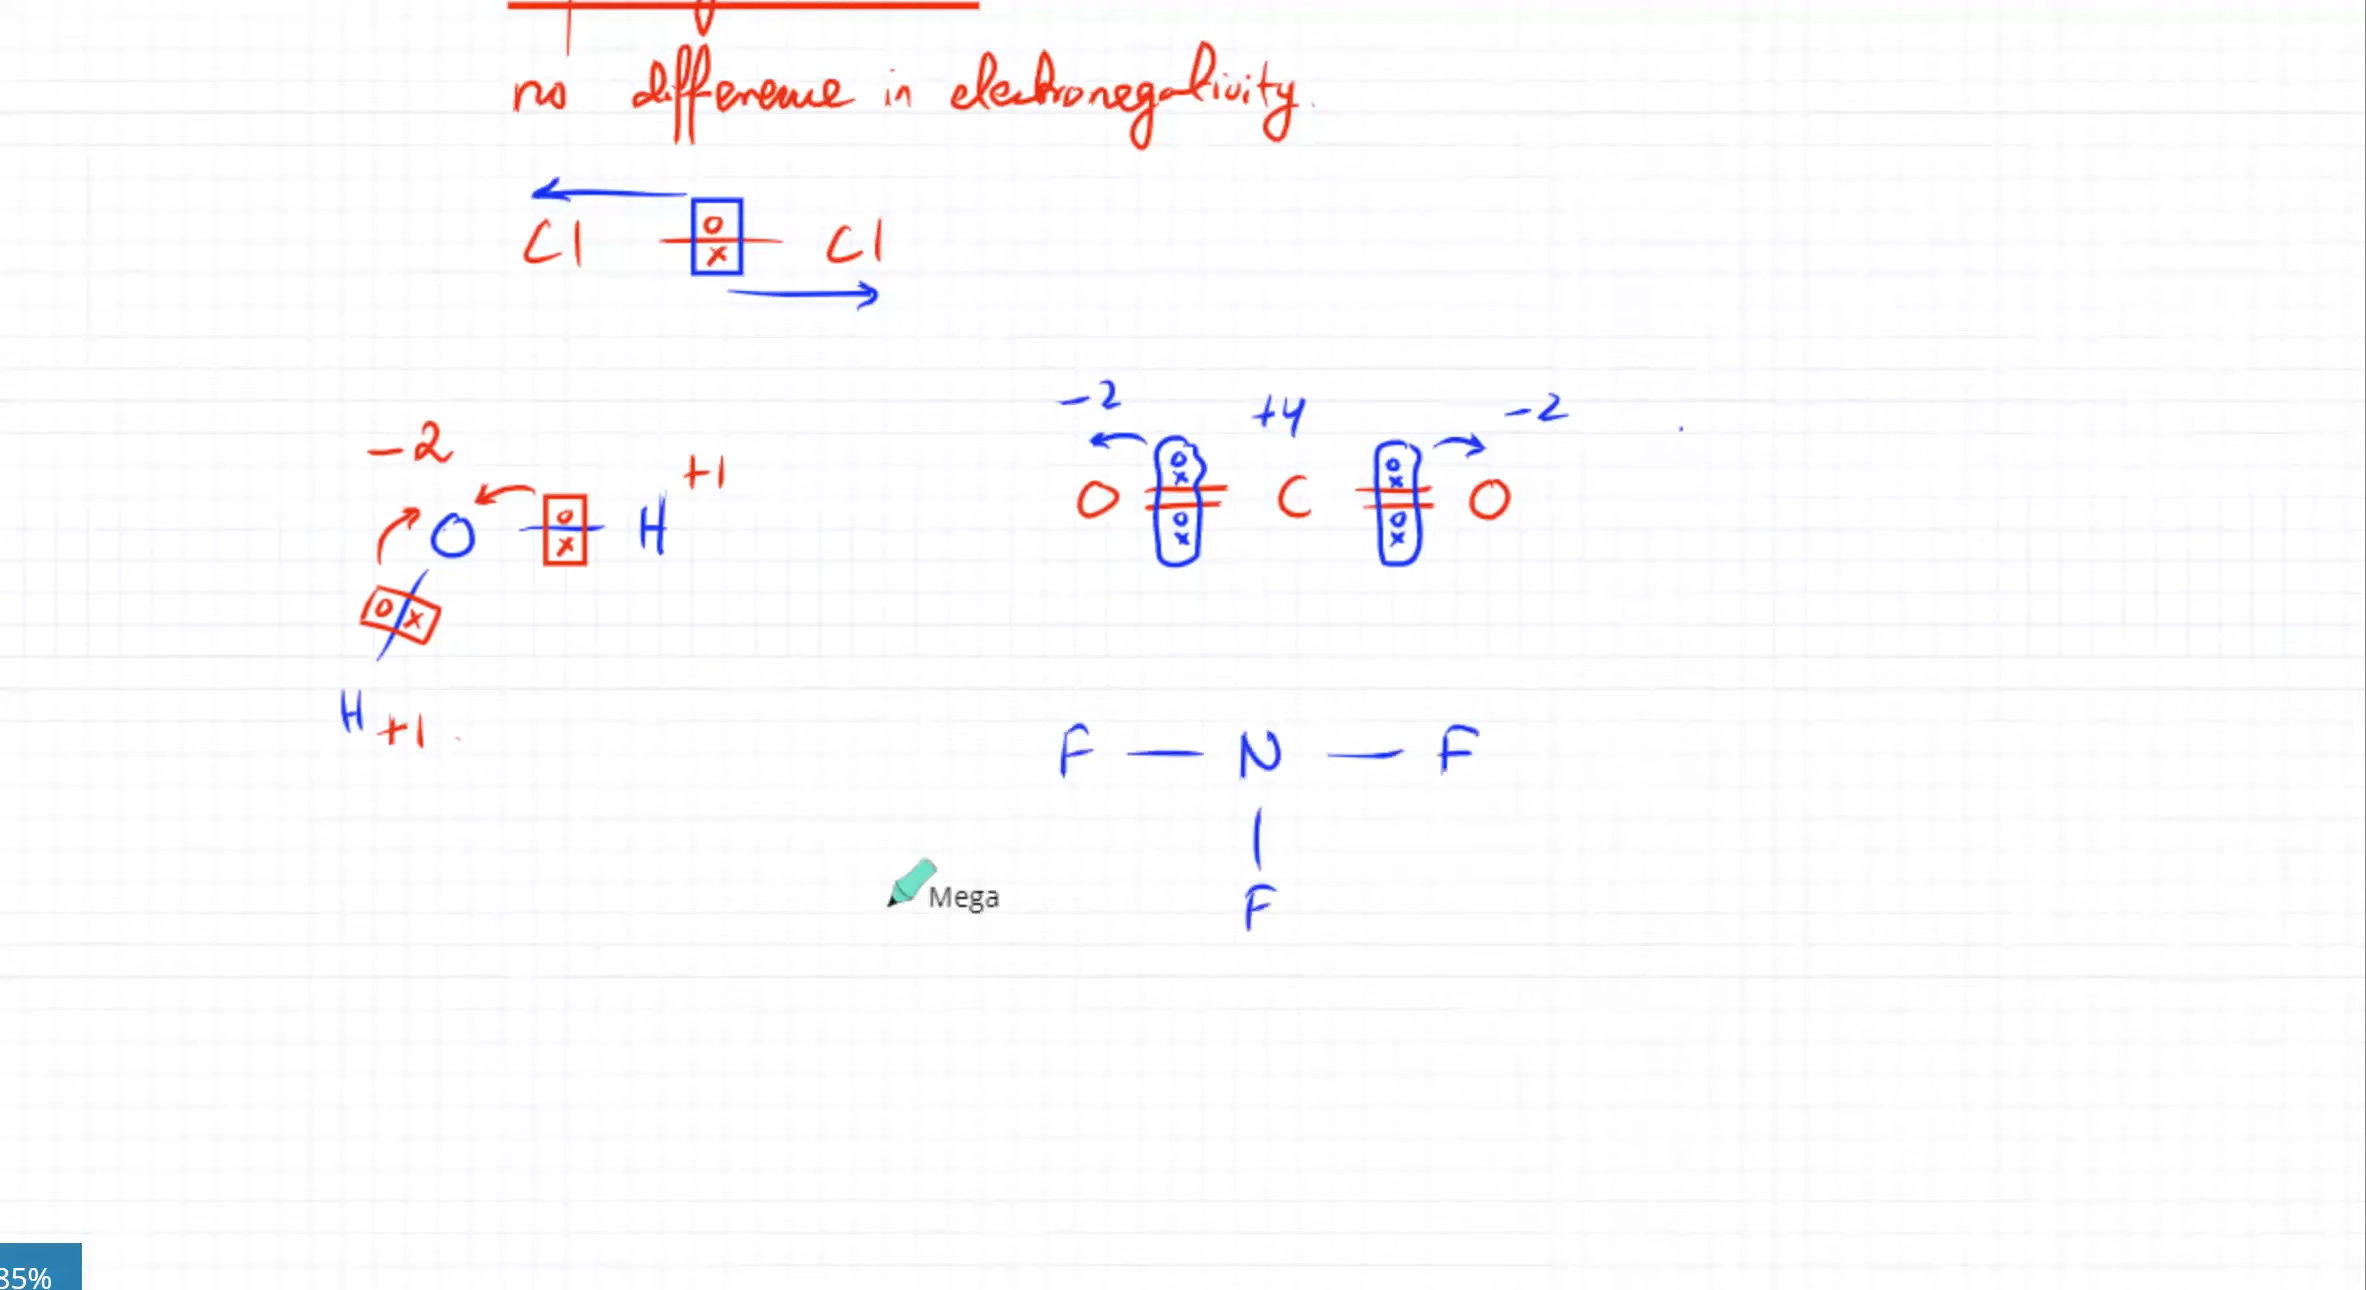 no difference in electronegativity.
Cl o x Cl
-2 +4 -2
O o x o x C o x o x O
-2
+1
O o x H
o x
H +1
F — N — F
|
F
Mega
35%